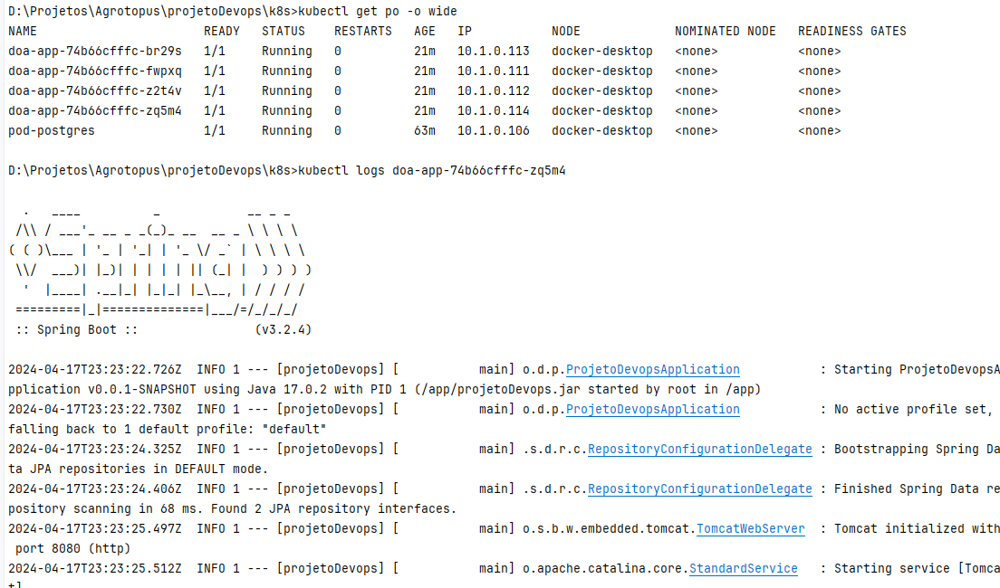 D:\Projetos\Agrotopus\projetoDevops\k8s>kubectl get po -o wide
NAME                       READY   STATUS    RESTARTS   AGE   IP           NODE             NOMINATED NODE   READINESS GATES
doa-app-74b66cfffc-br29s   1/1     Running   0          21m   10.1.0.113   docker-desktop   <none>           <none>
doa-app-74b66cfffc-fwpxq   1/1     Running   0          21m   10.1.0.111   docker-desktop   <none>           <none>
doa-app-74b66cfffc-z2t4v   1/1     Running   0          21m   10.1.0.112   docker-desktop   <none>           <none>
doa-app-74b66cfffc-zq5m4   1/1     Running   0          21m   10.1.0.114   docker-desktop   <none>           <none>
pod-postgres               1/1     Running   0          63m   10.1.0.106   docker-desktop   <none>           <none>
D:\Projetos\Agrotopus\projetoDevops\k8s>kubectl logs doa-app-74b66cfffc-zq5m4
  .   ____          _            __ _ _
 /\\ / ___'_ __ _ _(_)_ __  __ _ \ \ \ \
( ( )\___ | '_ | '_| | '_ \/ _` | \ \ \ \
 \\/  ___)| |_)| | | | | || (_| |  ) ) ) )
  '  |____| .__|_| |_|_| |_\__, | / / / /
 =========|_|==============|___/=/_/_/_/
 :: Spring Boot ::                (v3.2.4)
2024-04-17T23:23:22.726Z  INFO 1 --- [projetoDevops] [           main] o.d.p.ProjetoDevopsApplication           : Starting ProjetoDevopsA
pplication v0.0.1-SNAPSHOT using Java 17.0.2 with PID 1 (/app/projetoDevops.jar started by root in /app)
2024-04-17T23:23:22.730Z  INFO 1 --- [projetoDevops] [           main] o.d.p.ProjetoDevopsApplication           : No active profile set,
falling back to 1 default profile: "default"
2024-04-17T23:23:24.325Z  INFO 1 --- [projetoDevops] [           main] .s.d.r.c.RepositoryConfigurationDelegate : Bootstrapping Spring Da
ta JPA repositories in DEFAULT mode.
2024-04-17T23:23:24.406Z  INFO 1 --- [projetoDevops] [           main] .s.d.r.c.RepositoryConfigurationDelegate : Finished Spring Data re
pository scanning in 68 ms. Found 2 JPA repository interfaces.
2024-04-17T23:23:25.497Z  INFO 1 --- [projetoDevops] [           main] o.s.b.w.embedded.tomcat.TomcatWebServer  : Tomcat initialized with
 port 8080 (http)
2024-04-17T23:23:25.512Z  INFO 1 --- [projetoDevops] [           main] o.apache.catalina.core.StandardService   : Starting service [Tomca
t]